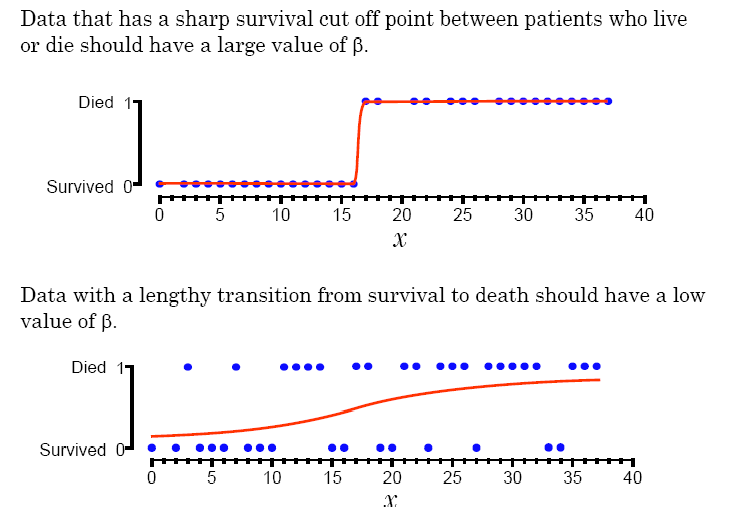 Data that has a sharp survival cut off point between patients who live
or die should have a large value of β.
Died 1
Survived 0
0 5 10 15 20 25 30 35 40
x
Data with a lengthy transition from survival to death should have a low
value of β.
Died 1
Survived 0
0 5 10 15 20 25 30 35 40
x